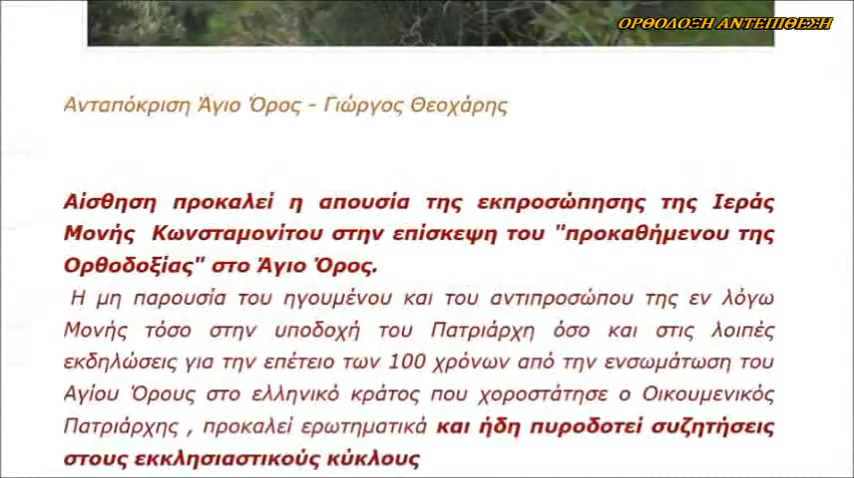 ΟΡΘΟΔΟΞΗ ΑΝΤΕΠΙΘΕΣΗ
Ανταπόκριση Άγιο Όρος - Γιώργος Θεοχάρης
Αίσθηση προκαλεί η απουσία της εκπροσώπησης της Ιεράς
Μονής Κωνσταμονίτου στην επίσκεψη του "προκαθήμενου της
Ορθοδοξίας" στο Άγιο Όρος.
Η μη παρουσία του ηγουμένου και του αντιπροσώπου της εν λόγω
Μονής τόσο στην υποδοχή του Πατριάρχη όσο και στις λοιπές
εκδηλώσεις για την επέτειο των 100 χρόνων από την ενσωμάτωση του
Αγίου Όρους στο ελληνικό κράτος που χοροστάτησε ο Οικουμενικός
Πατριάρχης , προκαλεί ερωτηματικά και ήδη πυροδοτεί συζητήσεις
στους εκκλησιαστικούς κύκλους